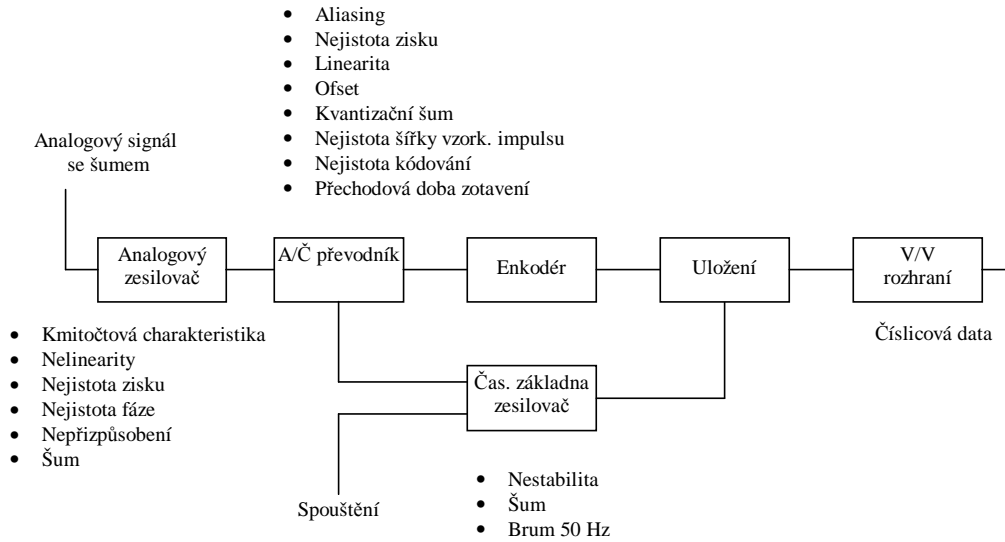 • Aliasing
• Nejistota zisku
• Linearita
• Ofset
• Kvantizační šum
• Nejistota šířky vzork. impulsu
• Nejistota kódování
• Přechodová doba zotavení
Analogový signál
se šumem
Analogový
zesilovač
A/Č převodník
Enkodér
Uložení
V/V
rozhraní
• Kmitočtová charakteristika
• Nelinearity
• Nejistota zisku
• Nejistota fáze
• Nepřizpůsobení
• Šum
Číslicová data
Čas. základna
zesilovač
Spouštění
• Nestabilita
• Šum
• Brum 50 Hz